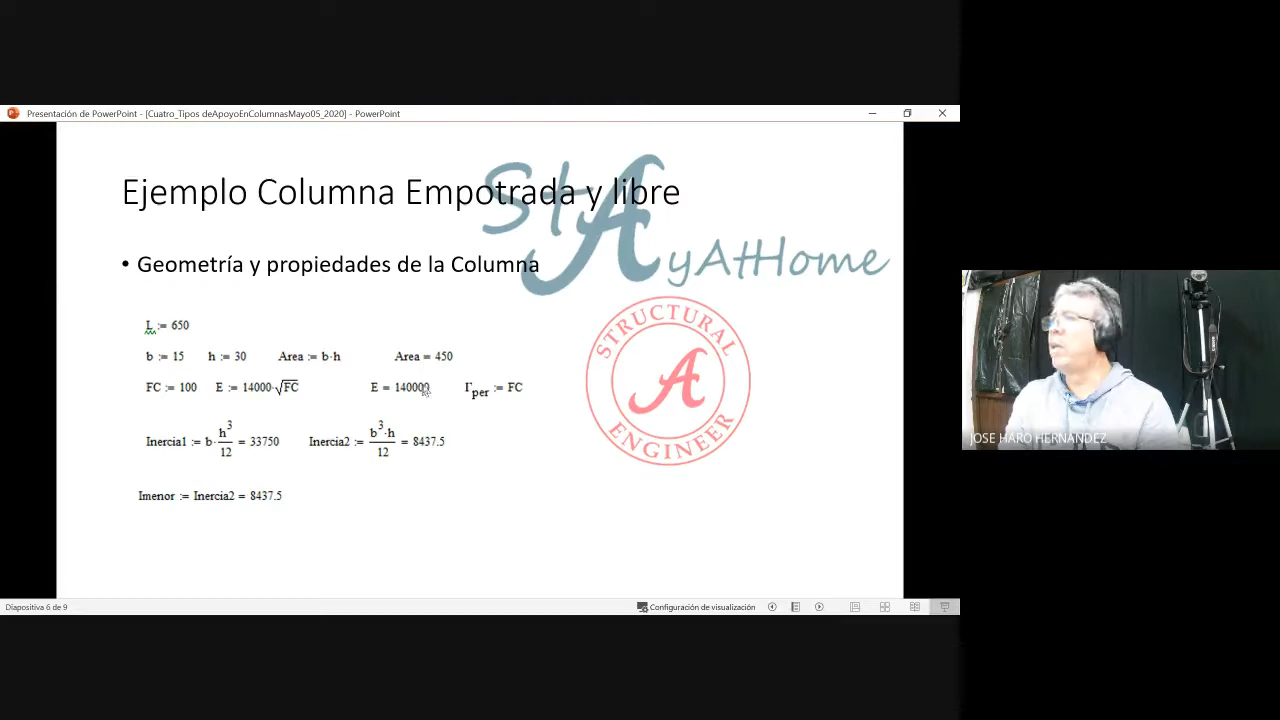 Presentación de PowerPoint - [Cuatro_Tipos deApoyoEnColumnasMayo05_2020] - PowerPoint
Ejemplo Columna Empotrada y libre
StA
yAtHome
• Geometría y propiedades de la Columna
L := 650
b := 15 h := 30 Area := b·h Area = 450
FC := 100 E := 14000·√FC E = 140000 Γper := FC
Inercia1 := b·h³/12 = 33750 Inercia2 := b³·h/12 = 8437.5
Imenor := Inercia2 = 8437.5
STRUCTURAL
A
ENGINEER
JOSE HARO HERNANDEZ
Diapositiva 6 de 9 Configuración de visualización